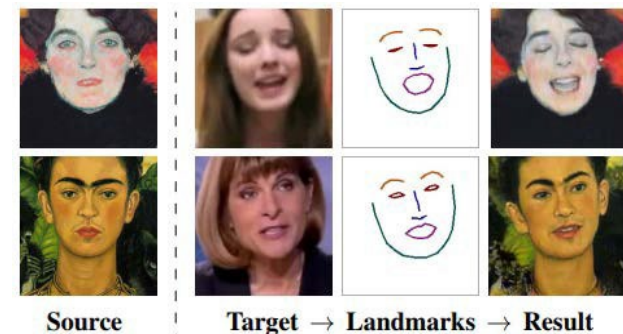 Source
Target → Landmarks → Result